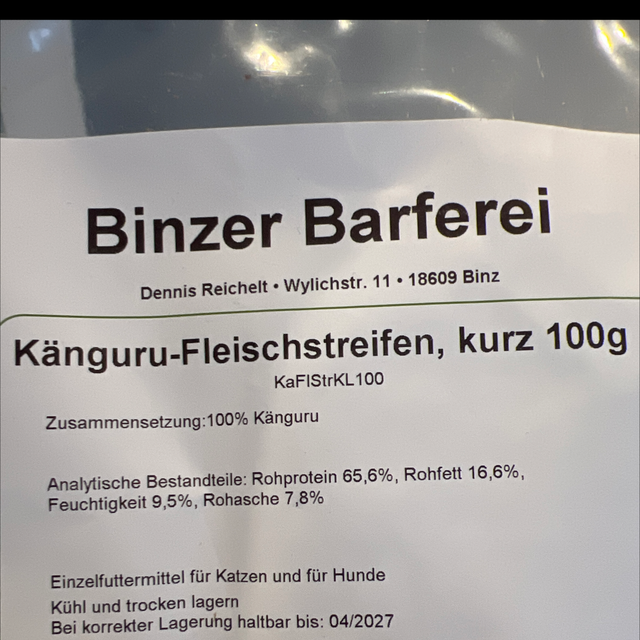 Binzer Barferei
Dennis Reichelt • Wylichstr. 11 • 18609 Binz
Känguru-Fleischstreifen, kurz 100g
KaFlStrKL100
Zusammensetzung:100% Känguru
Analytische Bestandteile: Rohprotein 65,6%, Rohfett 16,6%,
Feuchtigkeit 9,5%, Rohasche 7,8%
Einzelfuttermittel für Katzen und für Hunde
Kühl und trocken lagern
Bei korrekter Lagerung haltbar bis: 04/2027